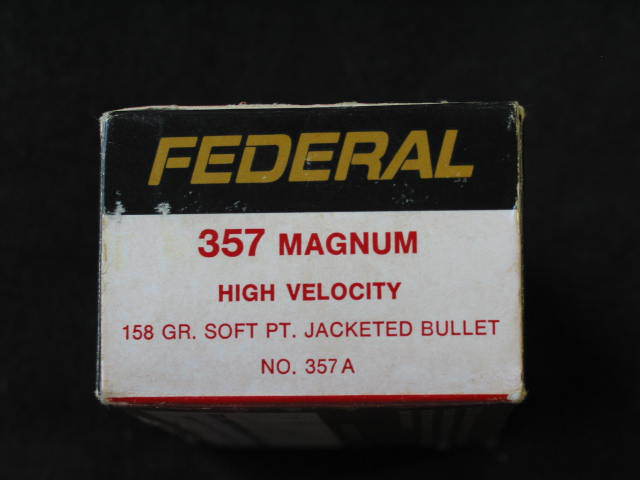 FEDERAL
357 MAGNUM
HIGH VELOCITY
158 GR. SOFT PT. JACKETED BULLET
NO. 357A